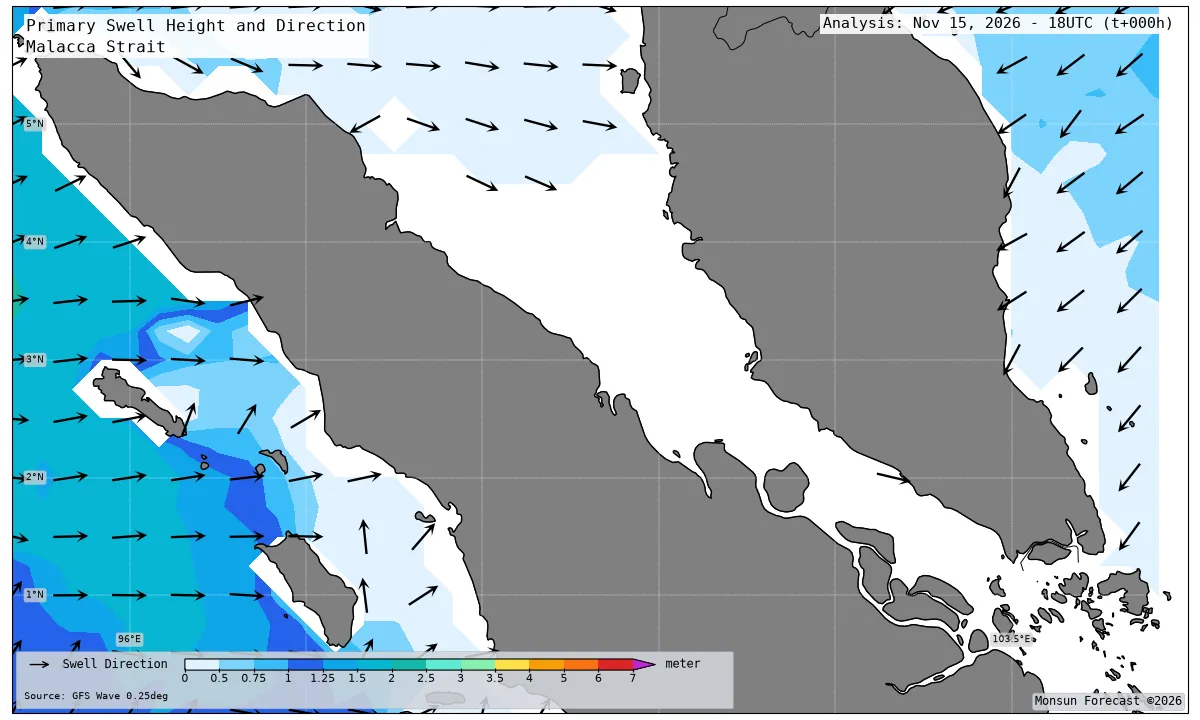 Primary Swell Height and Direction
Malacca Strait
Analysis: Nov 15, 2026 - 18UTC (t+000h)
5°N
4°N
3°N
2°N
1°N
96°E
103.5°E
Swell Direction
0 0.5 0.75 1 1.25 1.5 2 2.5 3 3.5 4 5 6 7
meter
Source: GFS Wave 0.25deg
Monsun Forecast ©2026